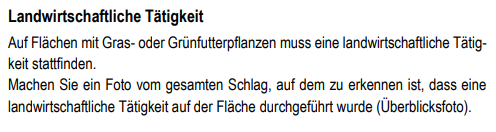 Landwirtschaftliche Tätigkeit
Auf Flächen mit Gras- oder Grünfutterpflanzen muss eine landwirtschaftliche Tätig-
keit stattfinden.
Machen Sie ein Foto vom gesamten Schlag, auf dem zu erkennen ist, dass eine
landwirtschaftliche Tätigkeit auf der Fläche durchgeführt wurde (Überblicksfoto).